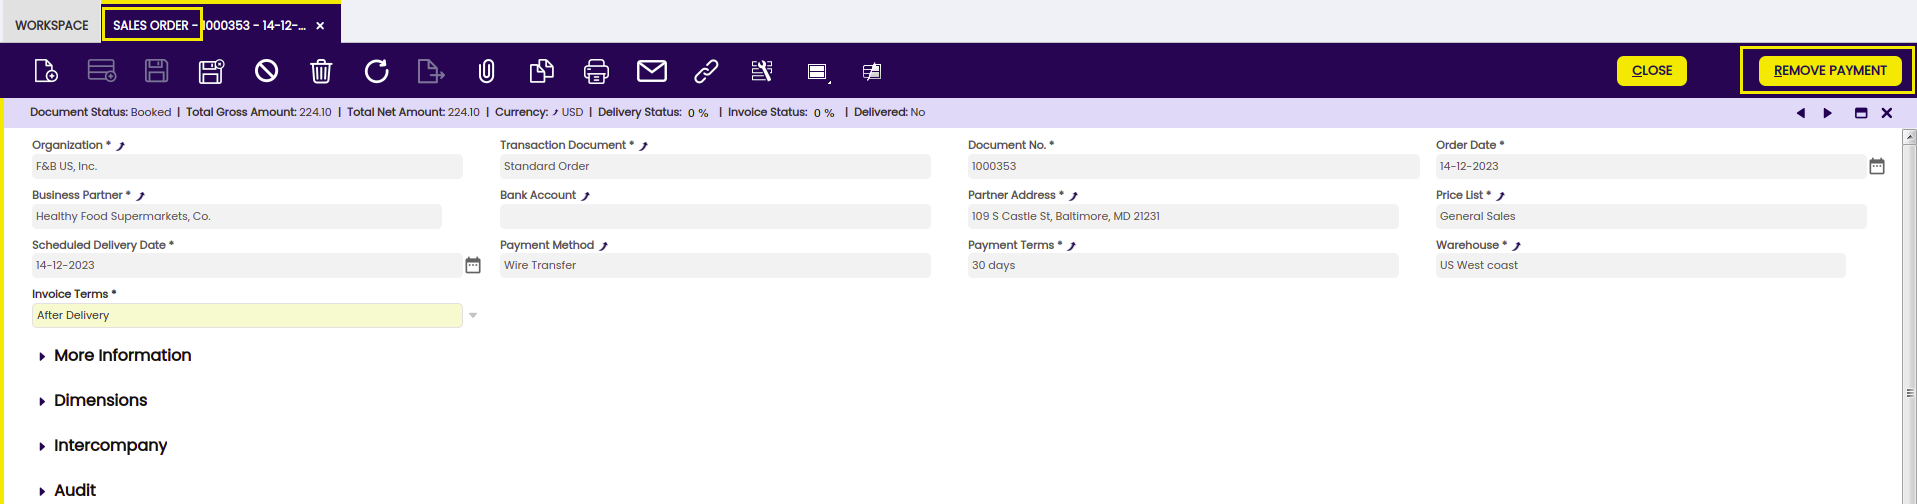 WORKSPACE
SALES ORDER - 1000353 - 14-12-...
CLOSE
REMOVE PAYMENT
Document Status: Booked | Total Gross Amount: 224.10 | Total Net Amount: 224.10 | Currency: USD | Delivery Status: 0 % | Invoice Status: 0 % | Delivered: No
Organization * Transaction Document * Document No. * Order Date *
F&B US, Inc. Standard Order 1000353 14-12-2023
Business Partner * Bank Account Partner Address * Price List *
Healthy Food Supermarkets, Co. 109 S Castle St, Baltimore, MD 21231 General Sales
Scheduled Delivery Date * Payment Method Payment Terms * Warehouse *
14-12-2023 Wire Transfer 30 days US West coast
Invoice Terms *
After Delivery
More Information
Dimensions
Intercompany
Audit